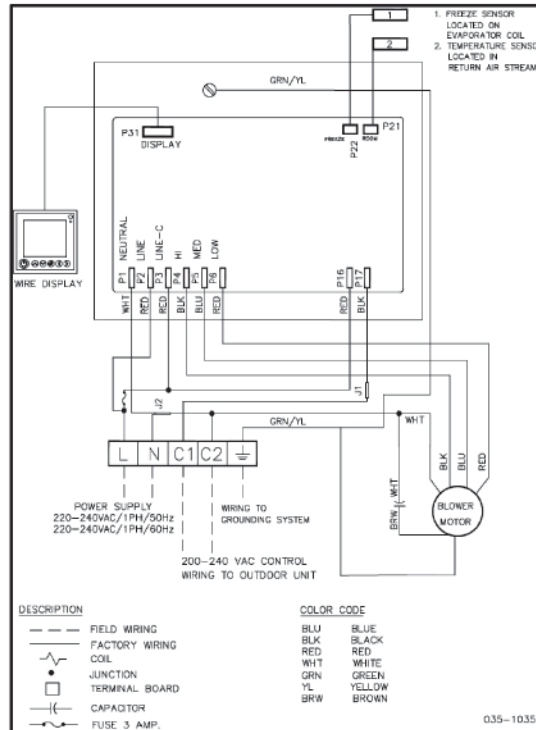 1
1. FREEZE SENSOR
LOCATED ON
EVAPORATOR COIL
2
2. TEMPERATURE SENSO
LOCATED IN
RETURN AIR STREAM
GRN/YL
P31
DISPLAY
FREEZE
P22
ROOM
P21
WIRE DISPLAY
NEUTRAL
LINE
LINE-C
HI
MED
LOW
P1
P2
P3
P4
P5
P6
P16
P17
WHT
RED
RED
BLK
BLU
RED
RED
BLK
J2
J1
GRN/YL
WHT
BLK
BLU
RED
L N C1 C2
WHT
BRW
BLOWER
MOTOR
POWER SUPPLY
220-240VAC/1PH/50Hz
220-240VAC/1PH/60Hz
WIRING TO
GROUNDING SYSTEM
200-240 VAC CONTROL
WIRING TO OUTDOOR UNIT
DESCRIPTION
FIELD WIRING
FACTORY WIRING
COIL
JUNCTION
TERMINAL BOARD
CAPACITOR
FUSE 3 AMP.
COLOR CODE
BLU BLUE
BLK BLACK
RED RED
WHT WHITE
GRN GREEN
YL YELLOW
BRW BROWN
035-1035